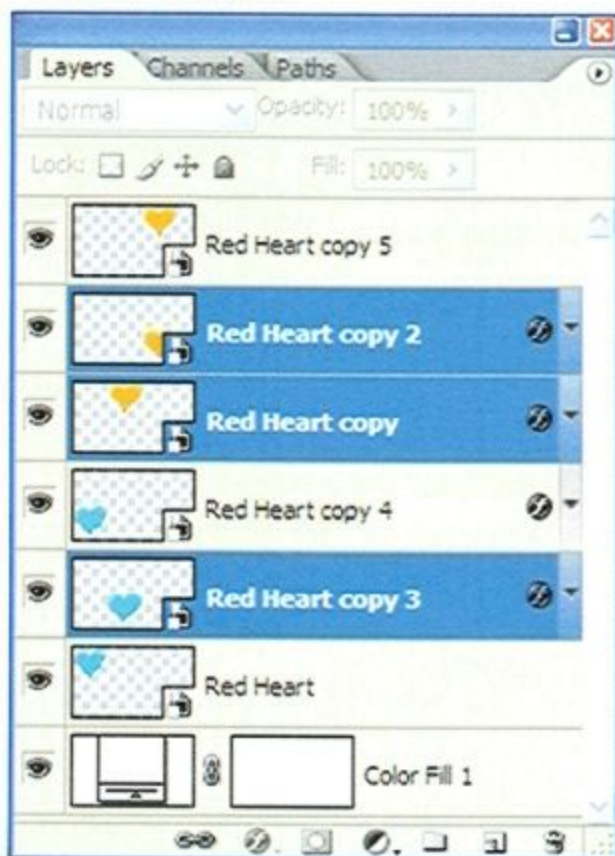 Layers Channels Paths
Normal Opacity: 100%
Lock: Fill: 100%
Red Heart copy 5
Red Heart copy 2
Red Heart copy
Red Heart copy 4
Red Heart copy 3
Red Heart
Color Fill 1